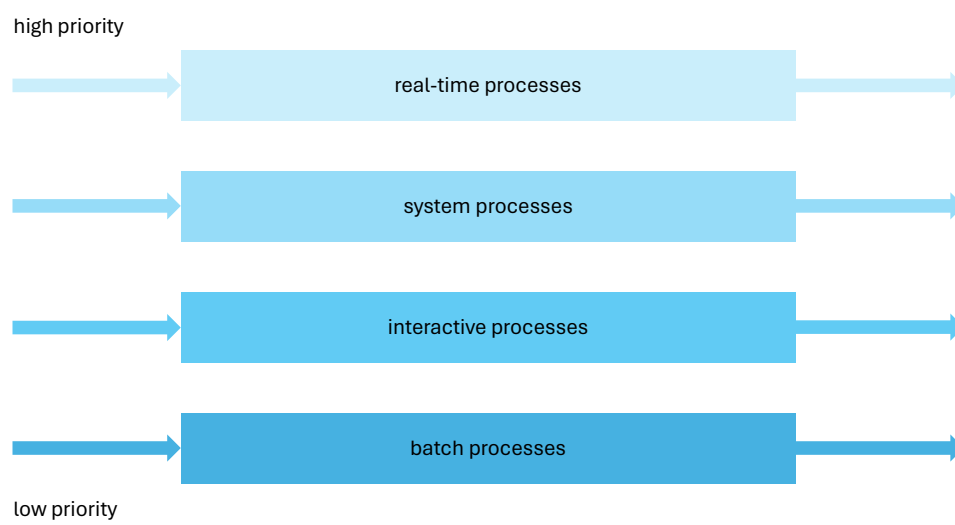 high priority
real-time processes
system processes
interactive processes
batch processes
low priority